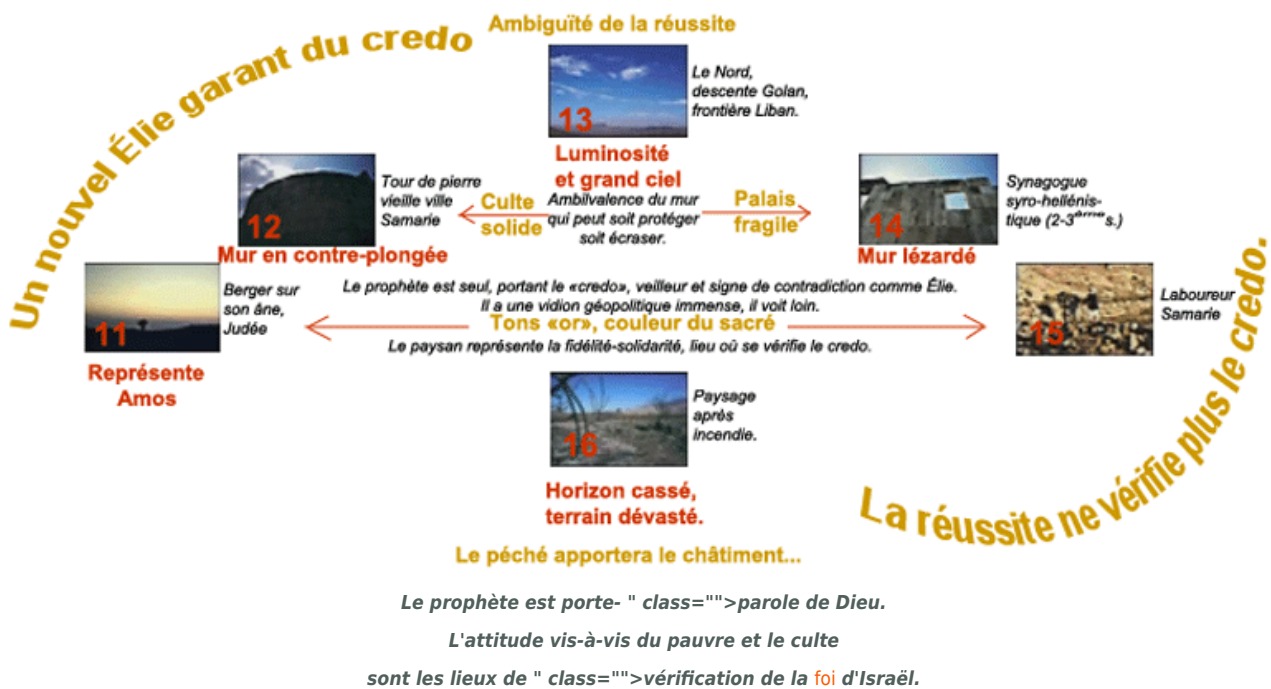 Un nouvel Élie garant du credo
Ambiguïté de la réussite
13
Le Nord,
descente Golan,
frontière Liban.
Luminosité
et grand ciel
12
Tour de pierre
vieille ville
Samarie
Mur en contre-plongée
Culte
solide
Ambilvalence du mur
qui peut soit protéger
soit écraser.
Palais
fragile
14
Synagogue
syro-hellénis-
tique (2-3èmes.)
Mur lézardé
11
Berger sur
son âne,
Judée
Représente
Amos
Le prophète est seul, portant le «credo», veilleur et signe de contradiction comme Élie.
Il a une vidion géopolitique immense, il voit loin.
Tons «or», couleur du sacré
Le paysan représente la fidélité-solidarité, lieu où se vérifie le credo.
15
Laboureur
Samarie
16
Paysage
après
incendie.
Horizon cassé,
terrain dévasté.
La réussite ne vérifie plus le credo.
Le péché apportera le châtiment...
Le prophète est porte- " class="">parole de Dieu.
L'attitude vis-à-vis du pauvre et le culte
sont les lieux de " class="">vérification de la foi d'Israël.